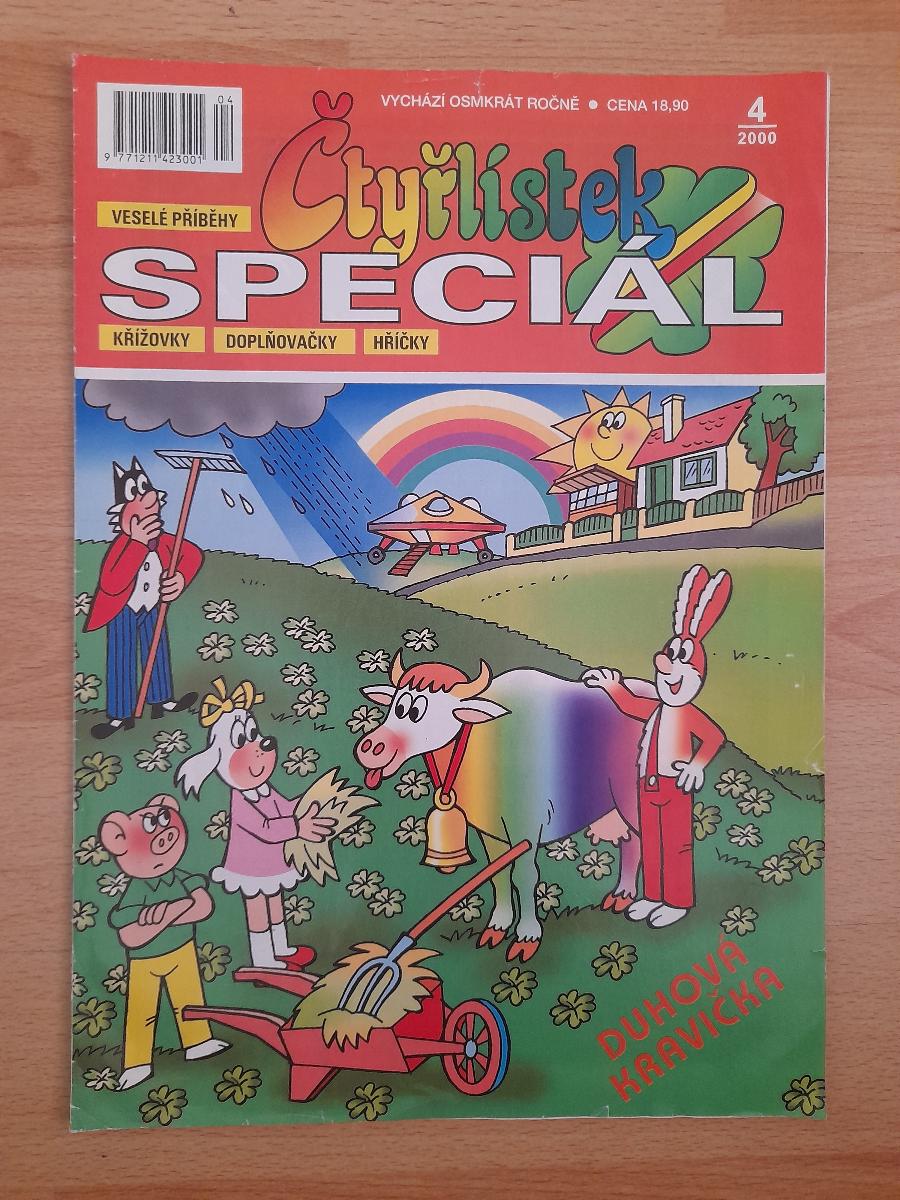 04
9 771211 423001
VYCHÁZÍ OSMKRÁT ROČNĚ ● CENA 18,90
4
2000
Čtyřlístek
VESELÉ PŘÍBĚHY
SPECIÁL
KŘÍŽOVKY DOPLŇOVAČKY HŘÍČKY
DUHOVÁ
KRAVIČKA